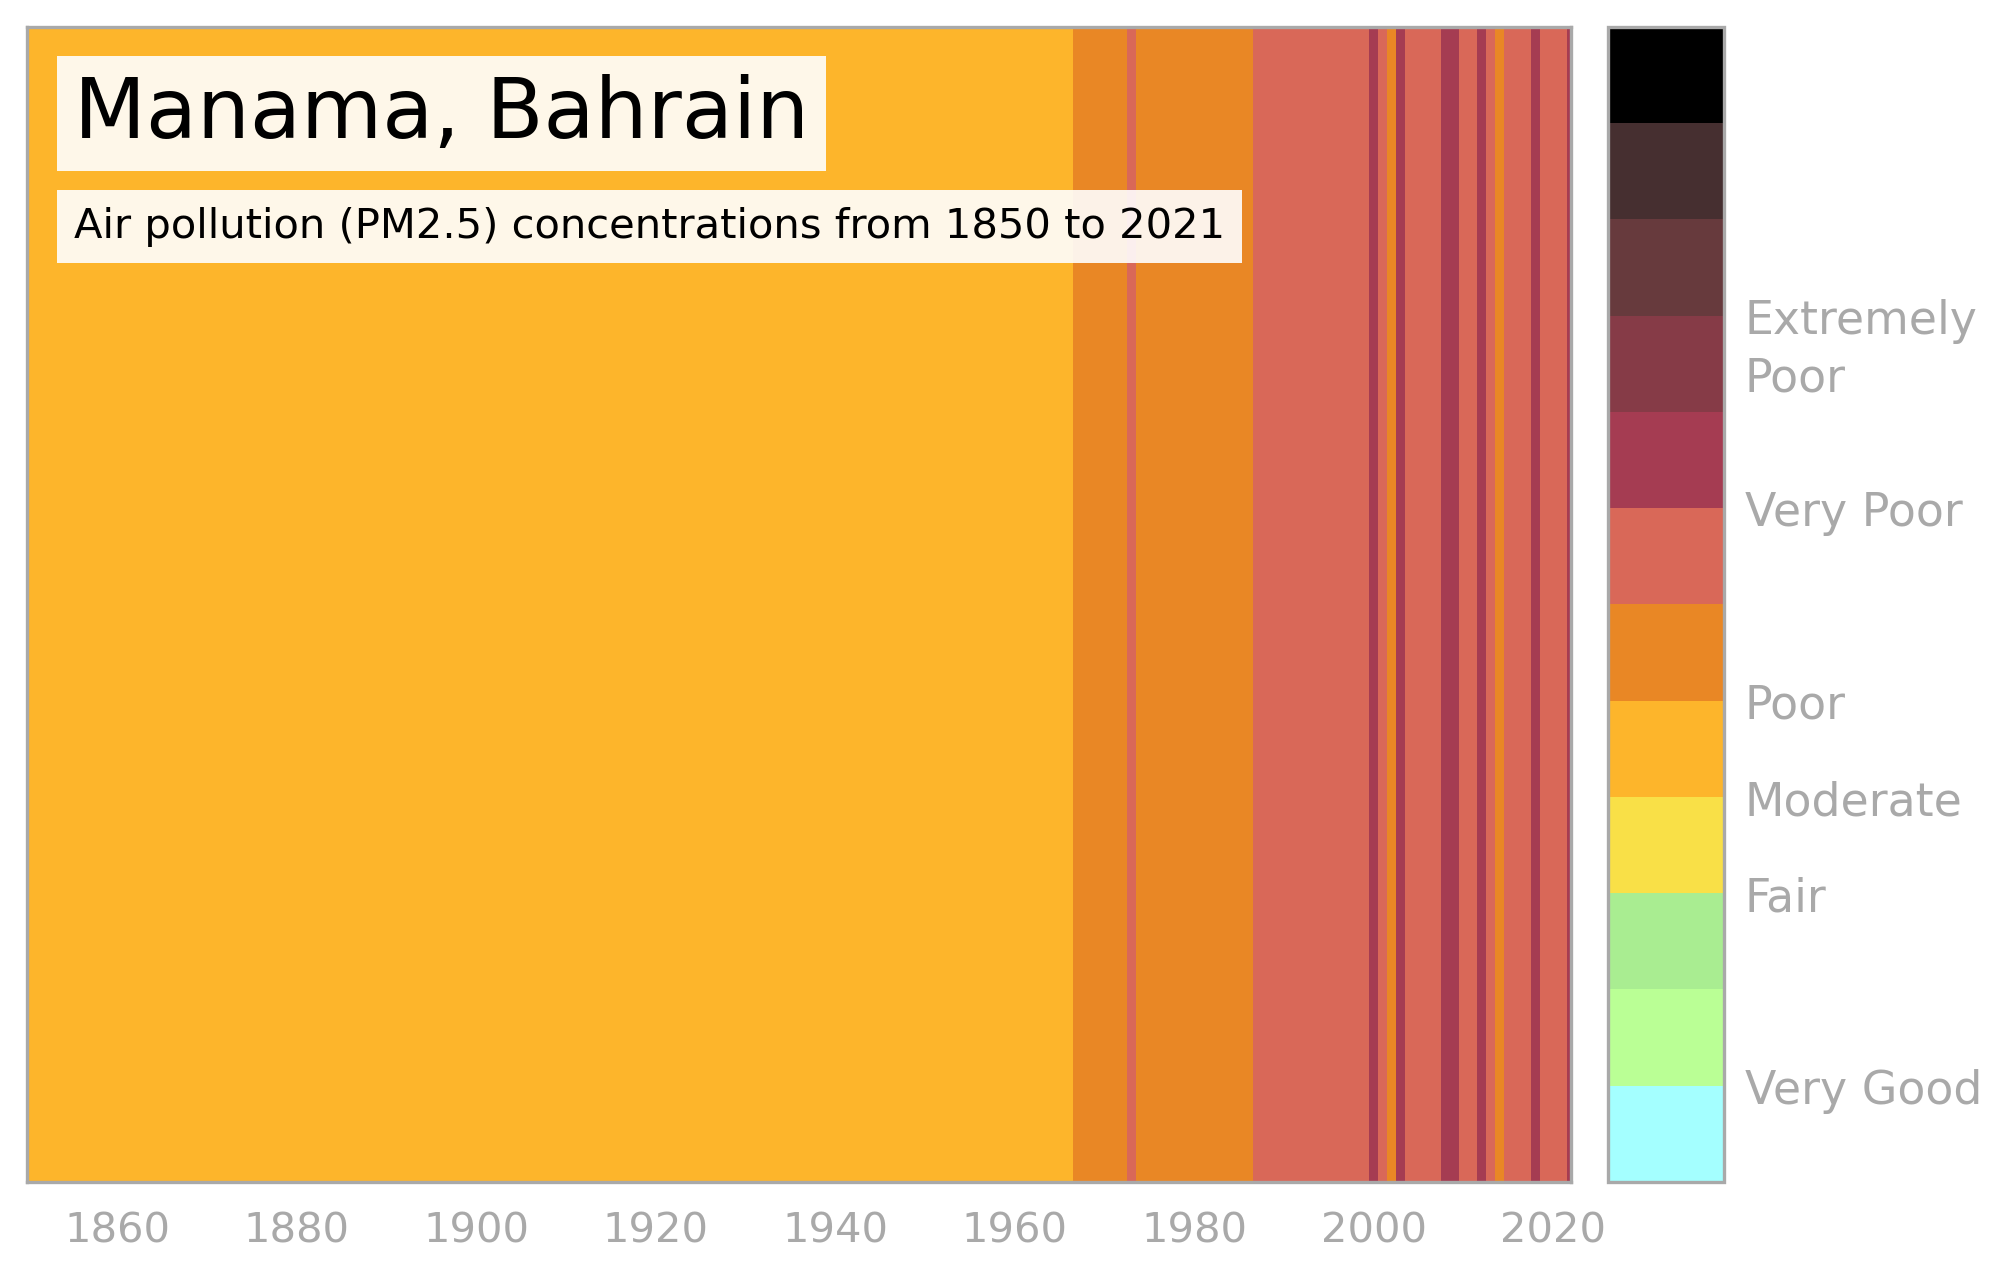 Manama, Bahrain
Air pollution (PM2.5) concentrations from 1850 to 2021
Extremely
Poor
Very Poor
Poor
Moderate
Fair
Very Good
1860 1880 1900 1920 1940 1960 1980 2000 2020